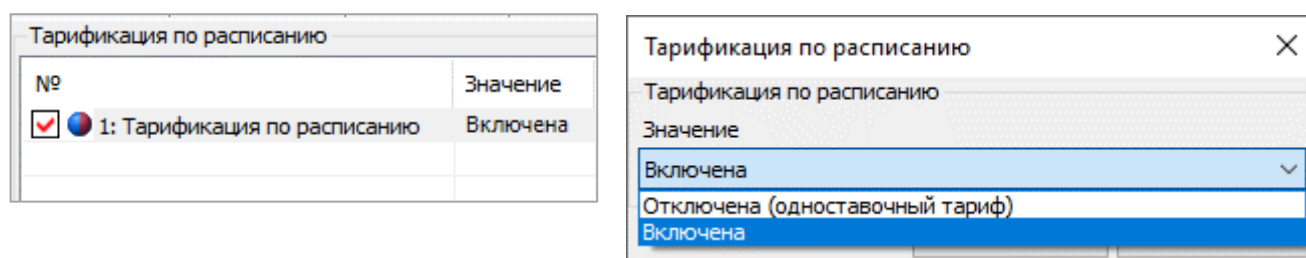 Тарификация по расписанию
№ Значение
1: Тарификация по расписанию Включена
Тарификация по расписанию
Тарификация по расписанию
Значение
Включена
Отключена (одноставочный тариф)
Включена